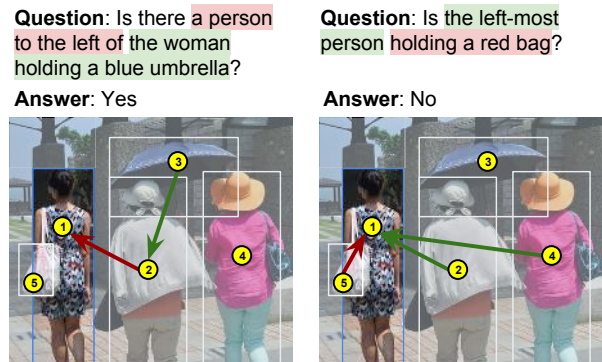 Question: Is there a person
to the left of the woman
holding a blue umbrella?
Answer: Yes
3
1
2
4
5
Question: Is the left-most
person holding a red bag?
Answer: No
3
1
2
4
5